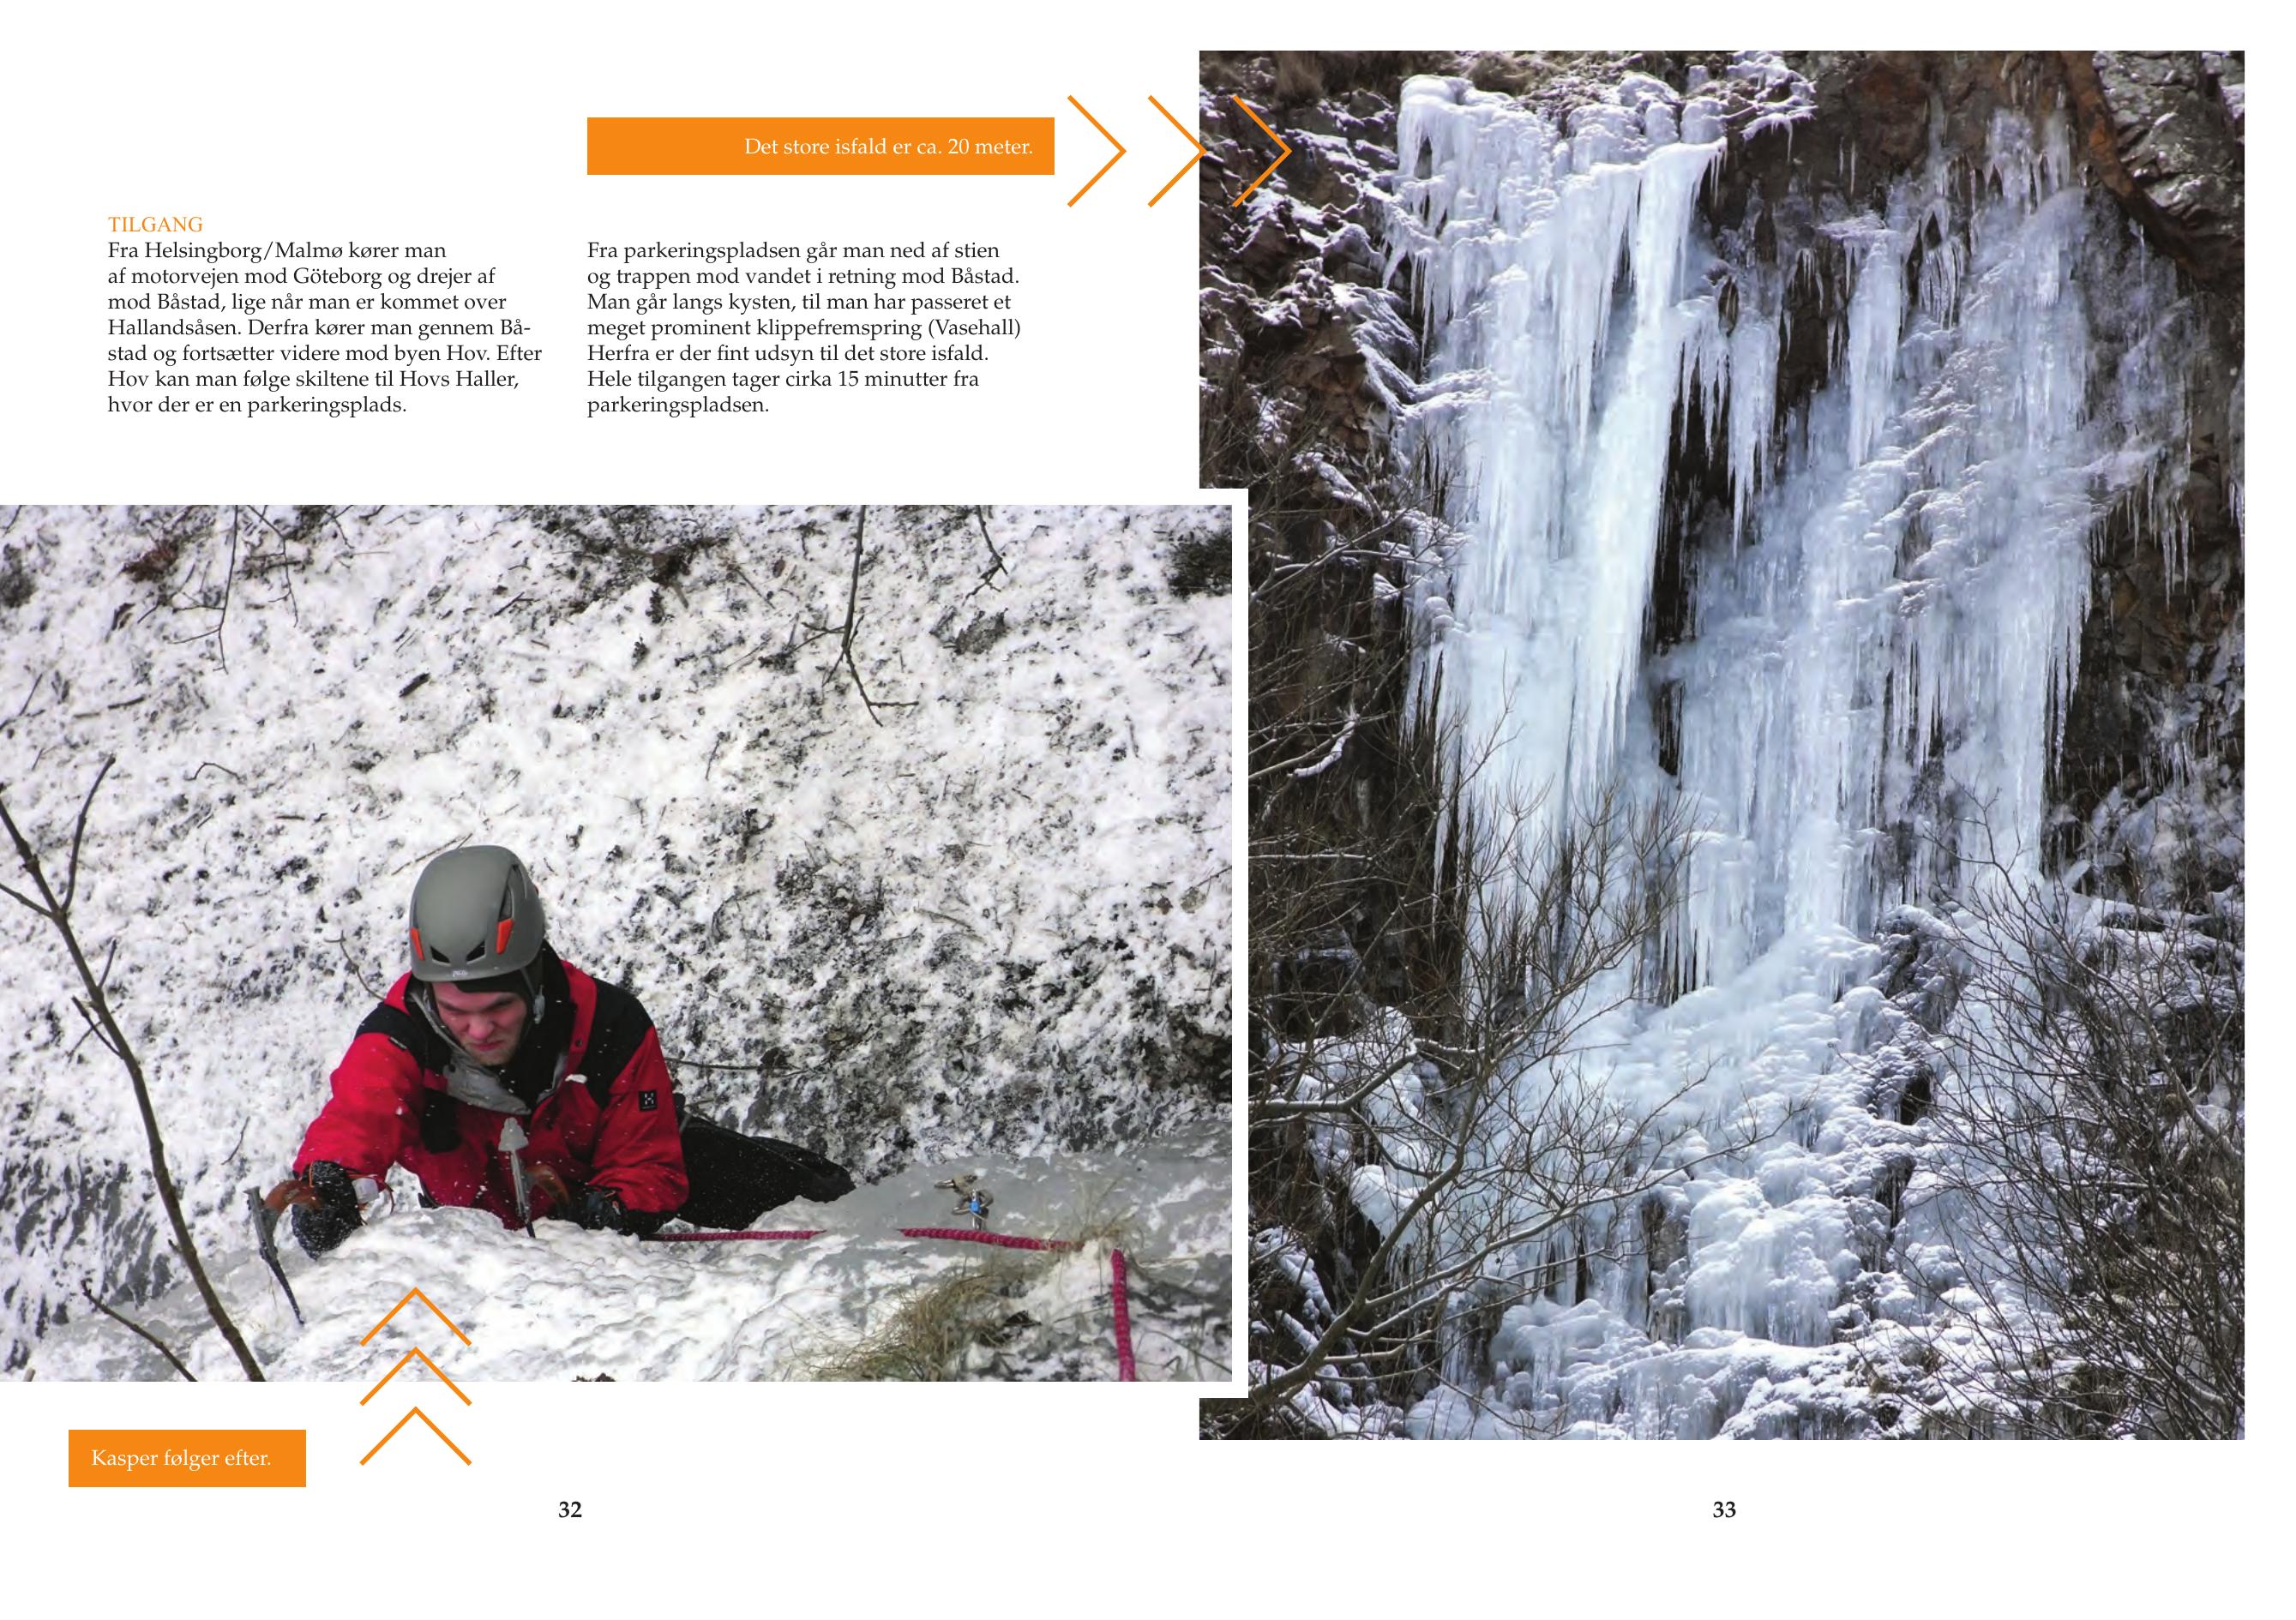 Det store isfald er ca. 20 meter.
TILGANG
Fra Helsingborg/Malmø kører man
af motorvejen mod Göteborg og drejer af
mod Båstad, lige når man er kommet over
Hallandsåsen. Derfra kører man gennem Bå-
stad og fortsætter videre mod byen Hov. Efter
Hov kan man følge skiltene til Hovs Haller,
hvor der er en parkeringsplads.
Fra parkeringspladsen går man ned af stien
og trappen mod vandet i retning mod Båstad.
Man går langs kysten, til man har passeret et
meget prominent klippefremspring (Vasehall)
Herfra er der fint udsyn til det store isfald.
Hele tilgangen tager cirka 15 minutter fra
parkeringspladsen.
Kasper følger efter.
32
33